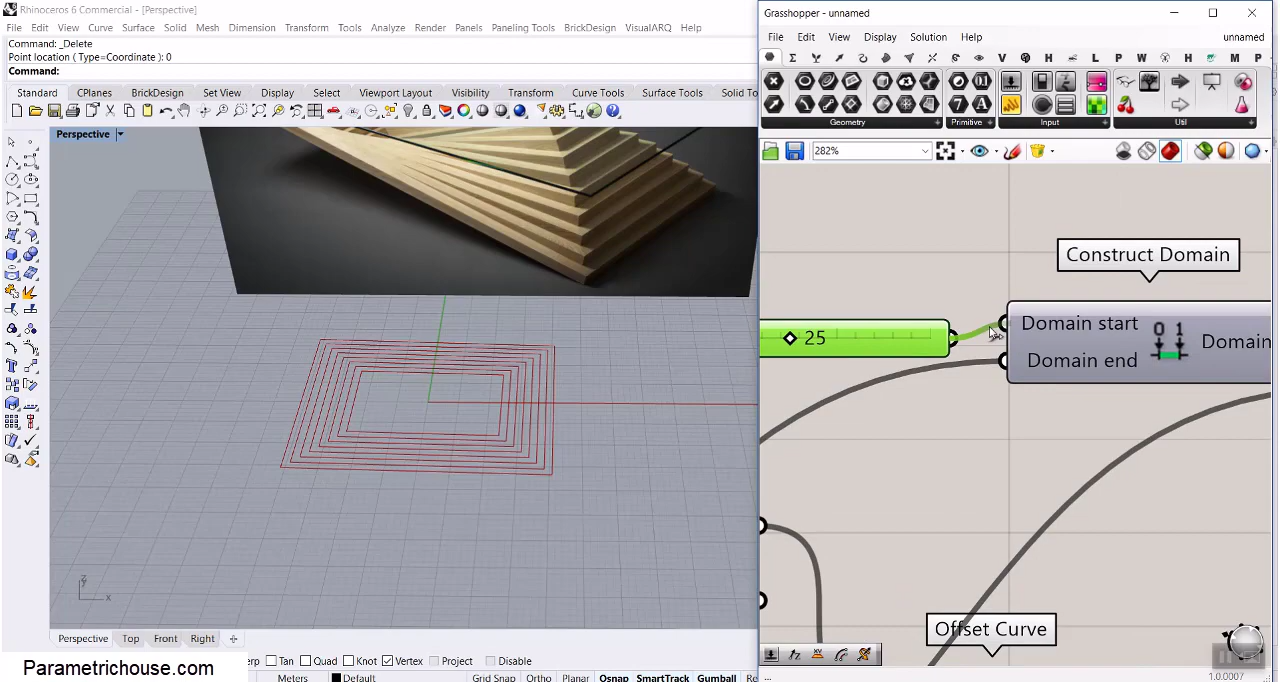 Rhinoceros 6 Commercial - [Perspective]
File Edit View Curve Surface Solid Mesh Dimension Transform Tools Analyze Render Panels Paneling Tools BrickDesign VisualARQ Help
Command: _Delete
Point location ( Type=Coordinate ): 0
Command:
Standard CPlanes BrickDesign Set View Display Select Viewport Layout Visibility Transform Curve Tools Surface Tools Solid To
Perspective
z
y
x
Perspective Top Front Right
erp Tan Quad Knot Vertex Project Disable
Meters Default Grid Snap Ortho Planar Osnap SmartTrack Gumball Re
Parametrichouse.com
Grasshopper - unnamed
File Edit View Display Solution Help unnamed
V H L P W H M P
Geometry Primitive Input Util
282%
Construct Domain
25
Domain start
Domain end
0 1
Domain
Offset Curve
...
1.0.0007